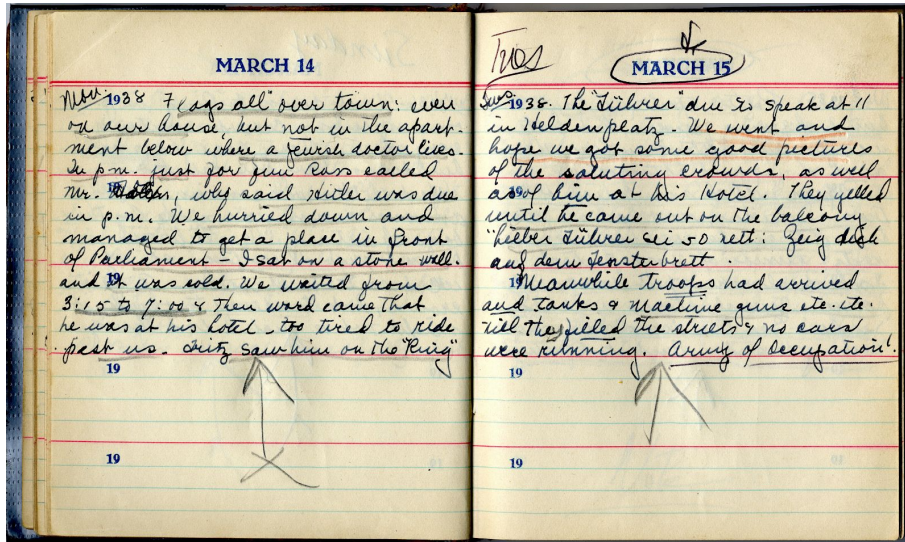 MARCH 14
Mon. 1938 Flags all over town: even
on our house, but not in the apart-
ment below where a Jewish doctor lives.
In p.m. just for fun Ross called
Mr. who said Hitler was due
in p.m. We hurried down and
managed to get a place in front
of Parliament - I sat on a stone wall.
and it was cold. We waited from
19
3:15 to 7:00 & then word came that
he was at his hotel - too tired to ride
past us. Fritz saw him on the "Ring"
19
19
Tues
MARCH 15
1938. The "Führer" due to speak at 11
in Heldenplatz. We went and
hope we got some good pictures
of the saluting crowds, as well
19
as of him at his Hotel. They yelled
until he came out on the balcony
"Lieber Führer sei so nett: Zeig dich
auf dem Fensterbrett.
19
Meanwhile troops had arrived
and tanks & machine guns etc. etc.
till they filled the streets & no cars
were running. Army of Occupation!
19
19